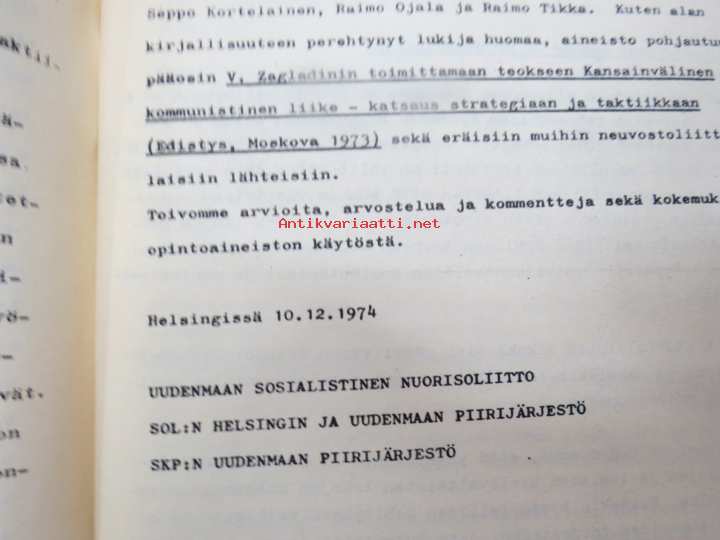 Seppo Kortelainen, Raimo Ojala ja Raimo Tikka. Kuten alan
kirjallisuuteen perehtynyt lukija huomaa, aineisto pohjautu
pääosin V. Zagladinin toimittamaan teokseen Kansainvälinen
kommunistinen liike - katsaus strategiaan ja taktiikkaan
(Edistys, Moskova 1973) sekä eräisiin muihin neuvostoliitt
laisiin lähteisiin.
Toivomme arvioita, arvostelua ja kommentteja sekä kokemuk
Antikvariaatti.net
opintoaineiston käytöstä.
Helsingissä 10.12.1974
UUDENMAAN SOSIALISTINEN NUORISOLIITTO
SOL:N HELSINGIN JA UUDENMAAN PIIRIJÄRJESTÖ
SKP:N UUDENMAAN PIIRIJÄRJESTÖ